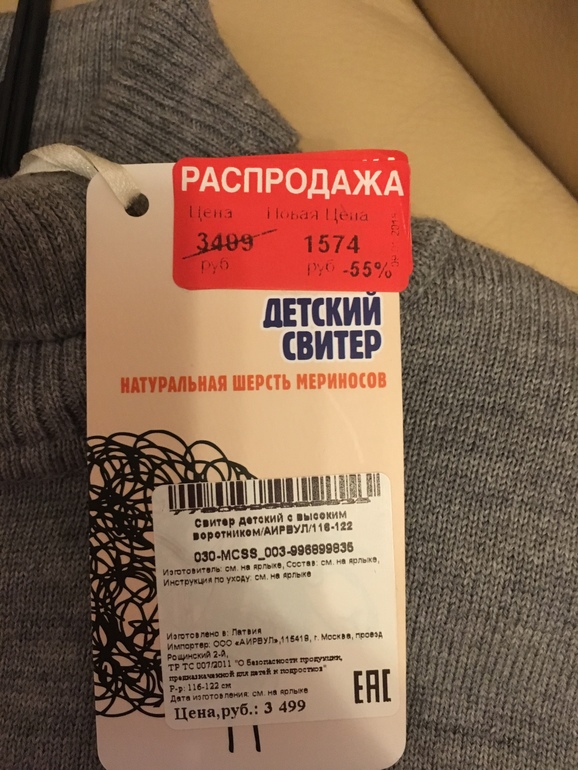 РАСПРОДАЖА
Цена Новая Цена
3499 1574
руб руб -55%
ДЕТСКИЙ
СВИТЕР
НАТУРАЛЬНАЯ ШЕРСТЬ МЕРИНОСОВ
Свитер детский с высоким
воротником/АИРВУЛ/116-122
030-MCSS_003-996899835
Изготовитель: см. на ярлыке, Состав: см. на ярлыке,
Инструкции по уходу: см. на ярлыке
Изготовлено в: Латвия
Импортер: ООО «АИРВУЛ»,115419, г. Москва, проезд
Рощинский 2-й,
ТР ТС 007/2011 "О безопасности продукции,
предназначенной для детей и подростков"
Р-р: 116-122 см
Дата изготовления: см. на ярлыке
Цена,руб.: 3 499
EAC